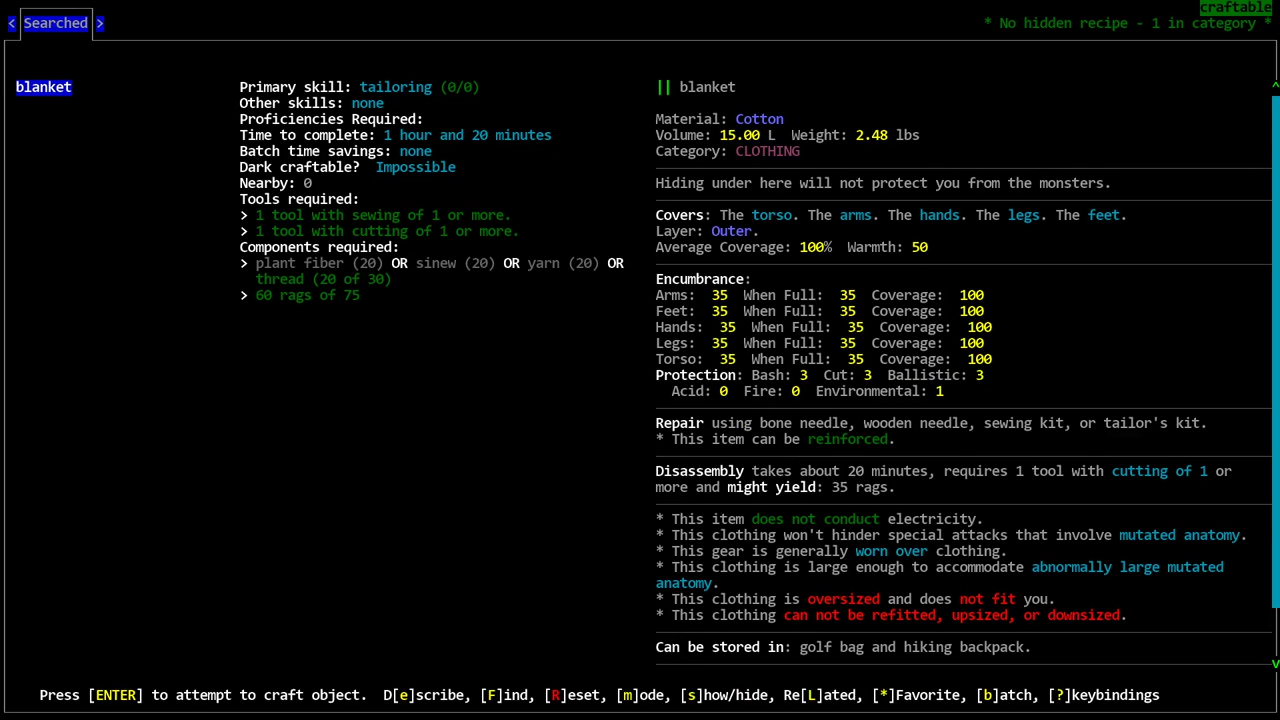 craftable
< Searched >
* No hidden recipe - 1 in category *
blanket
Primary skill: tailoring (0/0)
Other skills: none
Proficiencies Required:
Time to complete: 1 hour and 20 minutes
Batch time savings: none
Dark craftable?  Impossible
Nearby: 0
Tools required:
> 1 tool with sewing of 1 or more.
> 1 tool with cutting of 1 or more.
Components required:
> plant fiber (20) OR sinew (20) OR yarn (20) OR
thread (20 of 30)
> 60 rags of 75
|| blanket
Material: Cotton
Volume: 15.00 L  Weight: 2.48 lbs
Category: CLOTHING
Hiding under here will not protect you from the monsters.
Covers: The torso. The arms. The hands. The legs. The feet.
Layer: Outer.
Average Coverage: 100%  Warmth: 50
Encumbrance:
Arms:  35  When Full:  35  Coverage:  100
Feet:  35  When Full:  35  Coverage:  100
Hands:  35  When Full:  35  Coverage:  100
Legs:  35  When Full:  35  Coverage:  100
Torso:  35  When Full:  35  Coverage:  100
Protection: Bash: 3  Cut: 3  Ballistic: 3
Acid: 0  Fire: 0  Environmental: 1
Repair using bone needle, wooden needle, sewing kit, or tailor's kit.
* This item can be reinforced.
Disassembly takes about 20 minutes, requires 1 tool with cutting of 1 or
more and might yield: 35 rags.
* This item does not conduct electricity.
* This clothing won't hinder special attacks that involve mutated anatomy.
* This gear is generally worn over clothing.
* This clothing is large enough to accommodate abnormally large mutated
anatomy.
* This clothing is oversized and does not fit you.
* This clothing can not be refitted, upsized, or downsized.
Can be stored in: golf bag and hiking backpack.
Press [ENTER] to attempt to craft object.  D[e]scribe, [F]ind, [R]eset, [m]ode, [s]how/hide, Re[L]ated, [*]Favorite, [b]atch, [?]keybindings